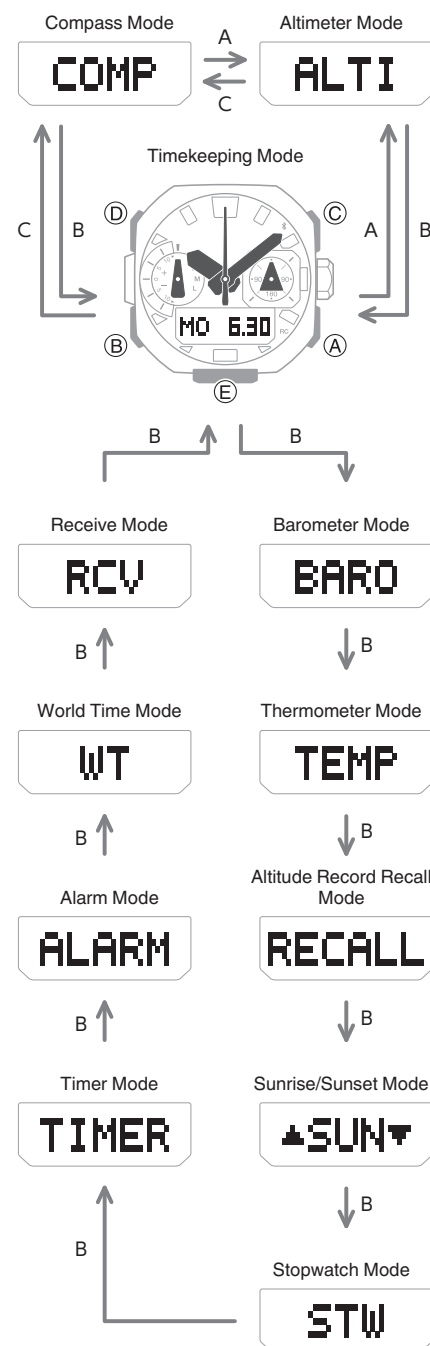 Compass Mode
Altimeter Mode
COMP
A
C
ALTI
Timekeeping Mode
C
B
D
C
A
B
MO 6.30
RC
B
A
E
B
B
Receive Mode
Barometer Mode
RCV
BARO
B
B
World Time Mode
Thermometer Mode
WT
TEMP
B
B
Alarm Mode
Altitude Record Recall
Mode
ALARM
RECALL
B
B
Timer Mode
Sunrise/Sunset Mode
TIMER
▲SUN▼
B
B
Stopwatch Mode
STW